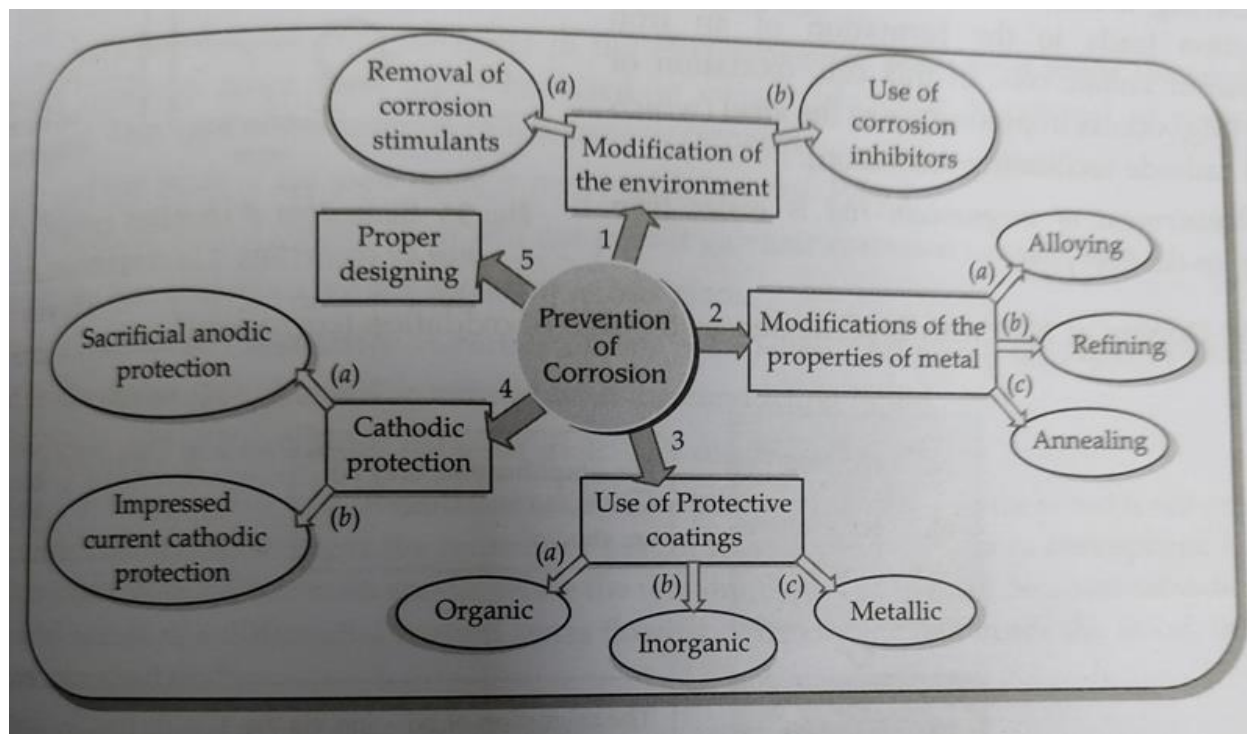 Prevention
of
Corrosion
1
Modification of
the environment
(a)
Removal of
corrosion
stimulants
(b)
Use of
corrosion
inhibitors
2
Modifications of the
properties of metal
(a)
Alloying
(b)
Refining
(c)
Annealing
3
Use of Protective
coatings
(a)
Organic
(b)
Inorganic
(c)
Metallic
4
Cathodic
protection
(a)
Sacrificial anodic
protection
(b)
Impressed
current cathodic
protection
5
Proper
designing